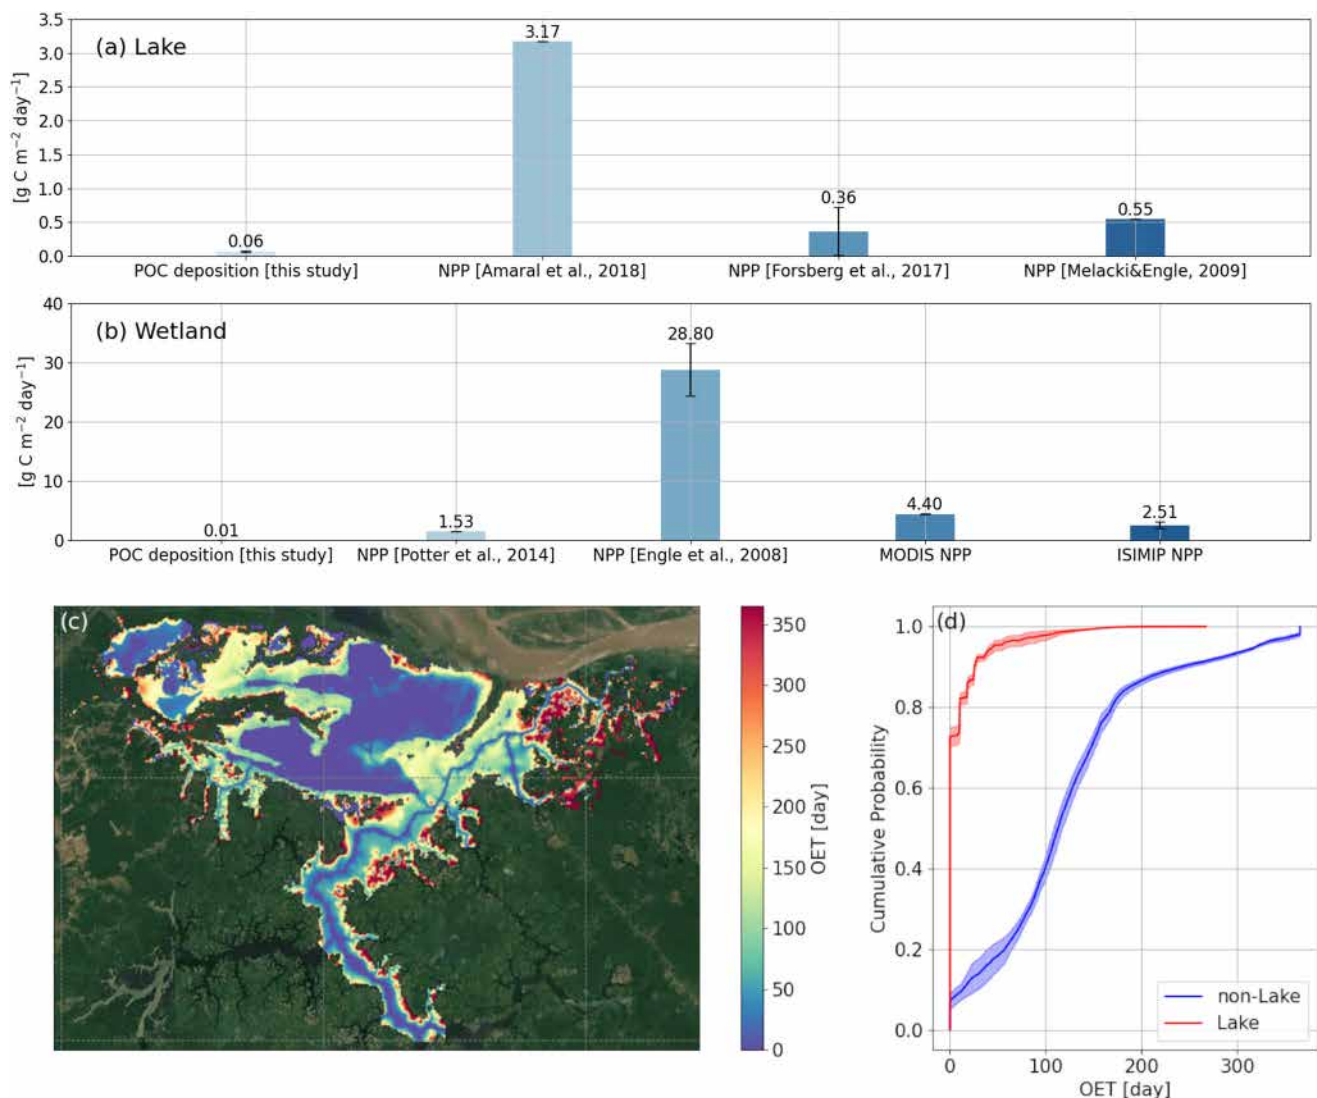 (a) Lake
[g C m⁻² day⁻¹]
3.5
3.0
2.5
2.0
1.5
1.0
0.5
0.0
0.06
3.17
0.36
0.55
POC deposition [this study]
NPP [Amaral et al., 2018]
NPP [Forsberg et al., 2017]
NPP [Melacki&Engle, 2009]
(b) Wetland
[g C m⁻² day⁻¹]
40
30
20
10
0
0.01
1.53
28.80
4.40
2.51
POC deposition [this study]
NPP [Potter et al., 2014]
NPP [Engle et al., 2008]
MODIS NPP
ISIMIP NPP
(c)
350
300
250
200
150
100
50
0
OET [day]
(d)
Cumulative Probability
1.0
0.8
0.6
0.4
0.2
0.0
non-Lake
Lake
0
100
200
300
OET [day]